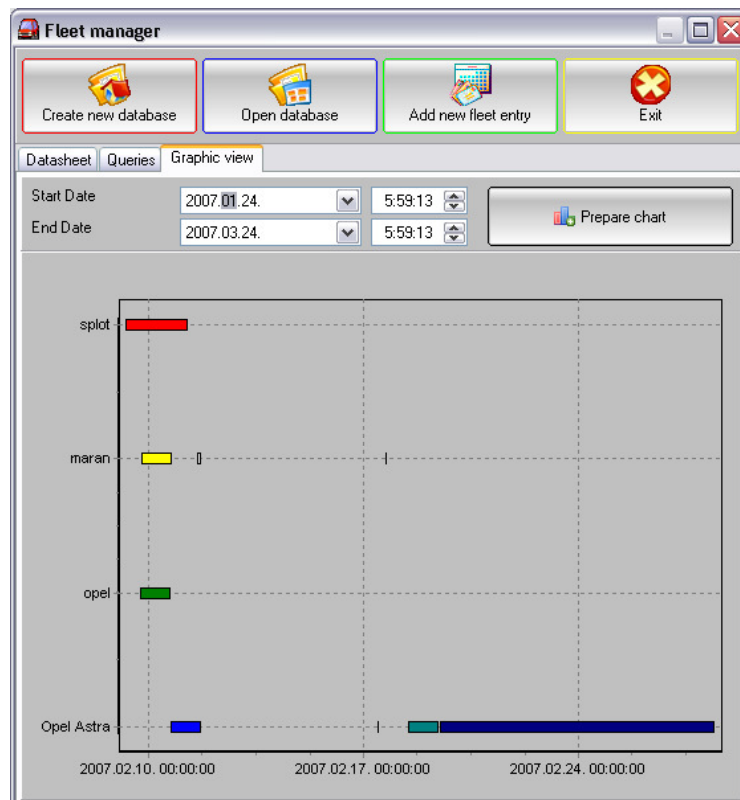 Fleet manager
Create new database
Open database
Add new fleet entry
Exit
Datasheet
Queries
Graphic view
Start Date
2007.01.24.
5:59:13
Prepare chart
End Date
2007.03.24.
5:59:13
splot
maran
opel
Opel Astra
2007.02.10. 00:00:00
2007.02.17. 00:00:00
2007.02.24. 00:00:00